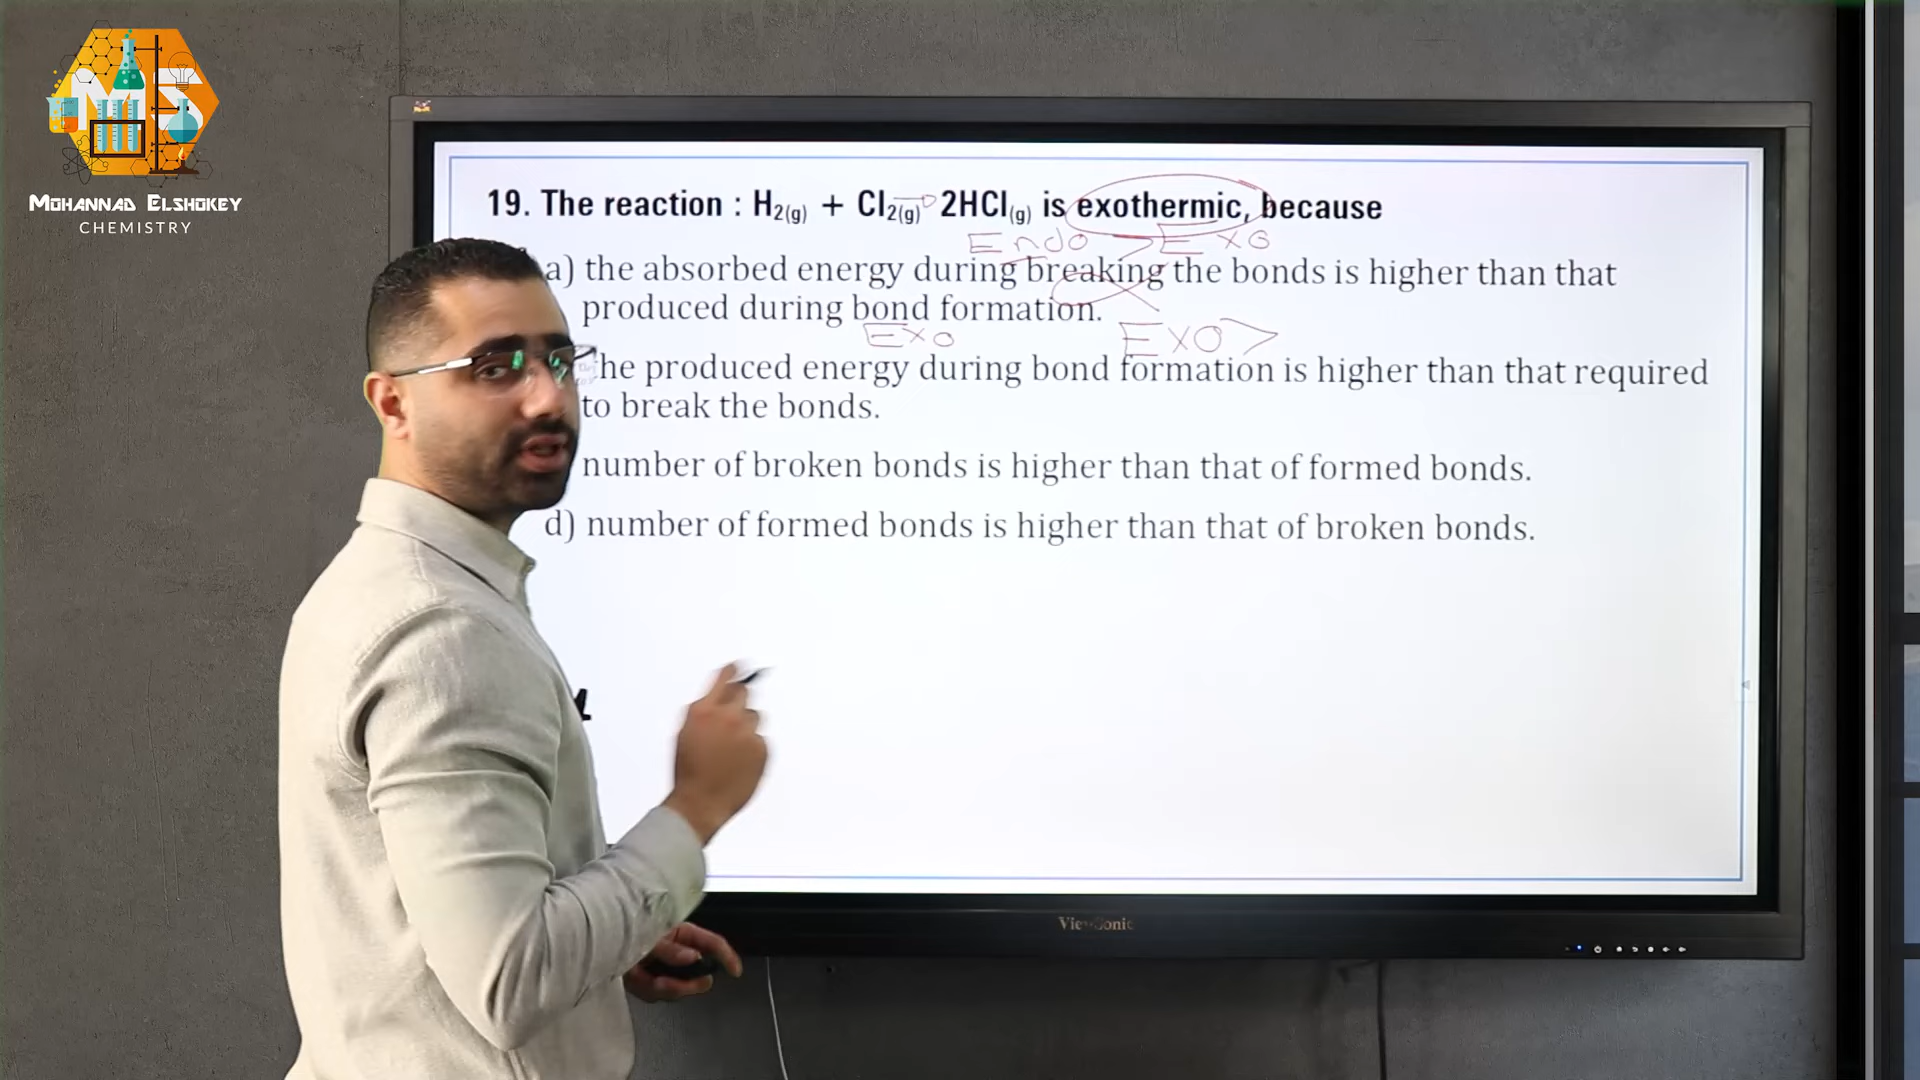 MS
MOHANNAD ELSHOKEY
CHEMISTRY
19. The reaction : H₂(g) + Cl₂(g) → 2HCl(g) is exothermic, because
Endo > Exo
a) the absorbed energy during breaking the bonds is higher than that
produced during bond formation.
Exo
Exo >
he produced energy during bond formation is higher than that required
to break the bonds.
number of broken bonds is higher than that of formed bonds.
d) number of formed bonds is higher than that of broken bonds.
ViewSonic